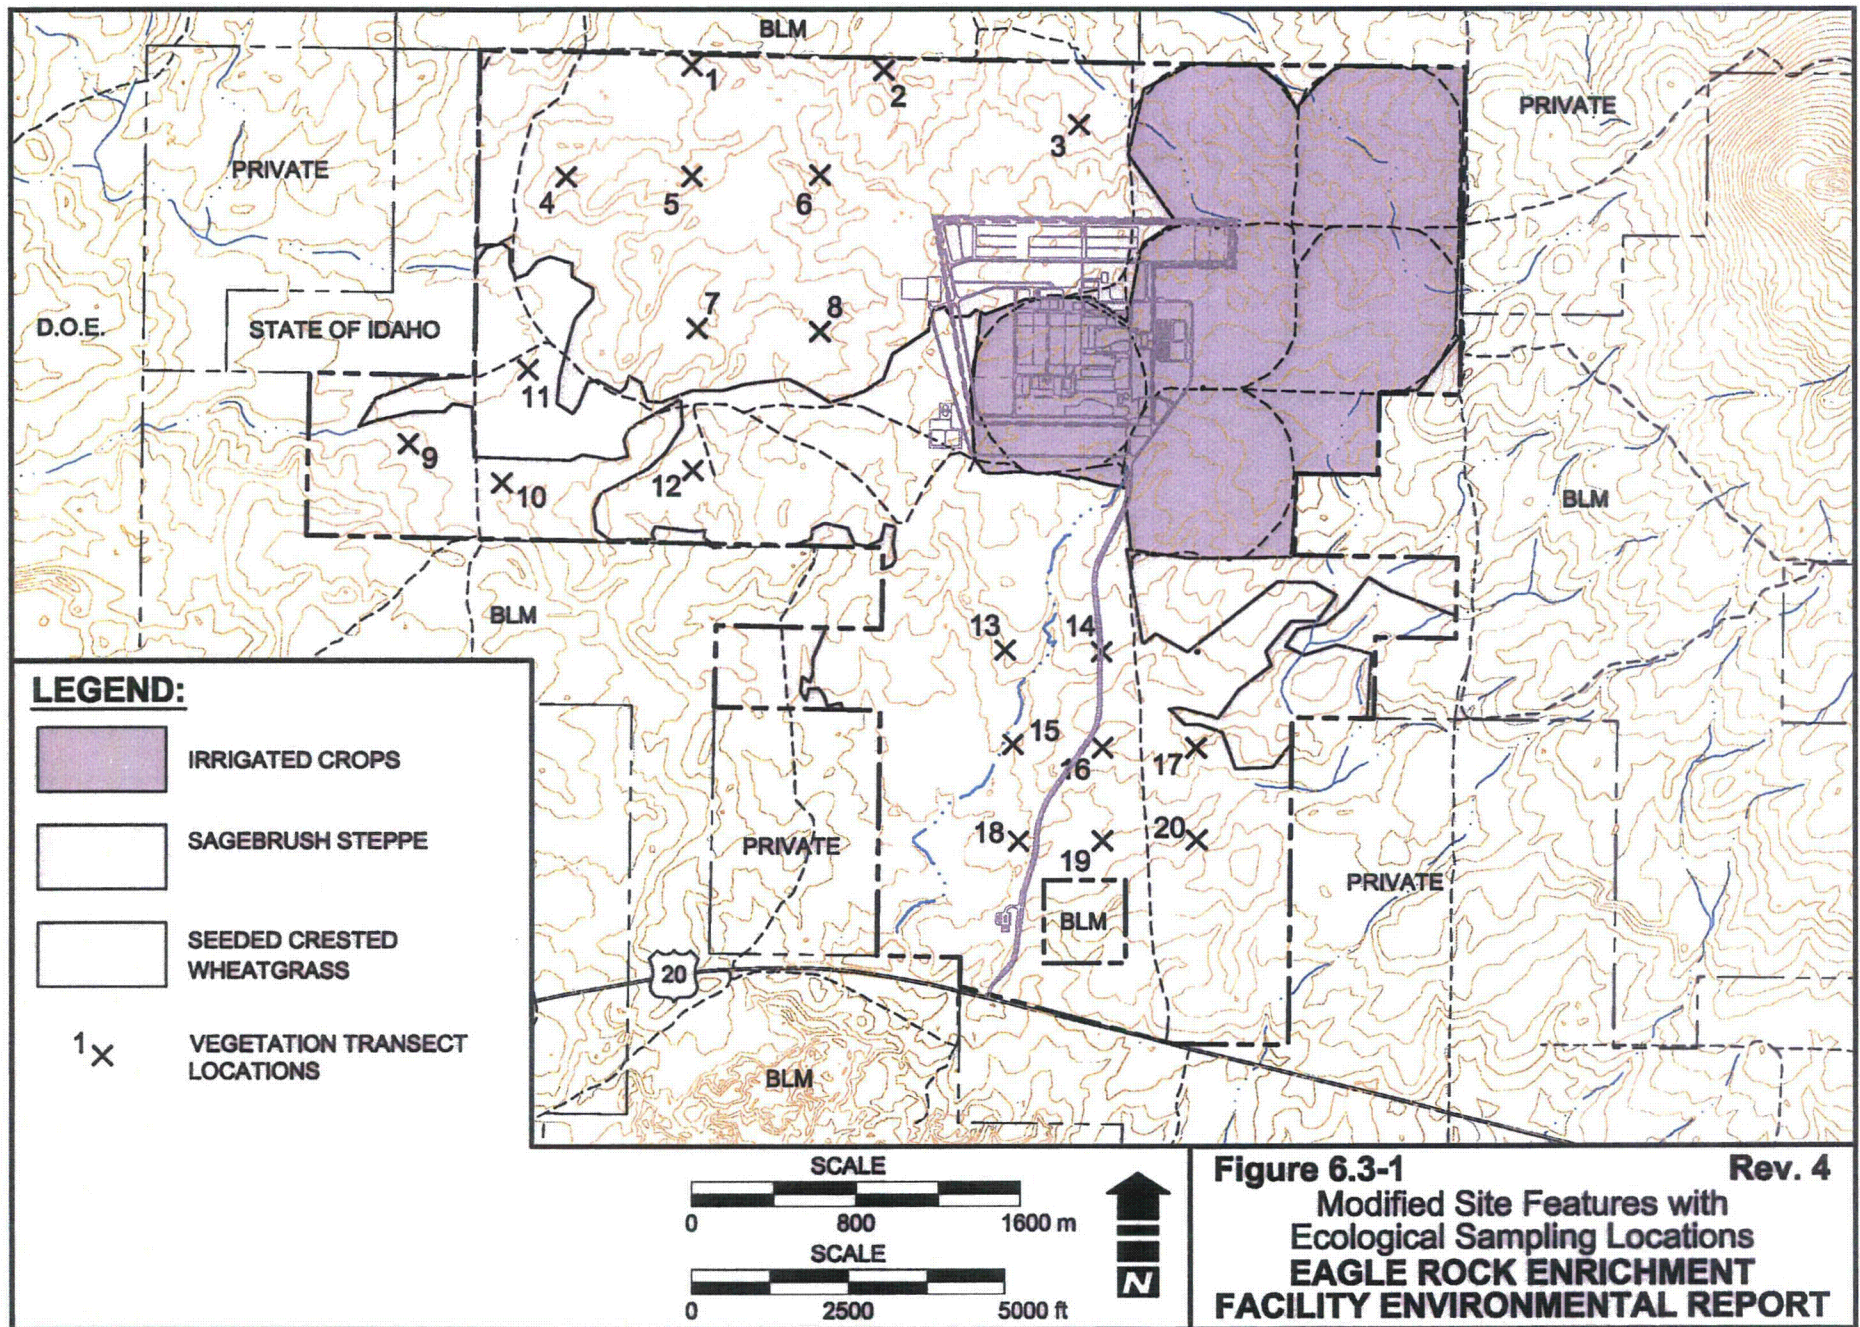 BLM
1
2
3
PRIVATE
PRIVATE
4
5
6
7
8
D.O.E.
STATE OF IDAHO
11
9
10
12
BLM
BLM
13
14
15
16
17
18
19
20
PRIVATE
PRIVATE
BLM
20
BLM
LEGEND:
IRRIGATED CROPS
SAGEBRUSH STEPPE
SEEDED CRESTED
WHEATGRASS
1
VEGETATION TRANSECT
LOCATIONS
SCALE
0 800 1600 m
SCALE
0 2500 5000 ft
N
Figure 6.3-1 Rev. 4
Modified Site Features with
Ecological Sampling Locations
EAGLE ROCK ENRICHMENT
FACILITY ENVIRONMENTAL REPORT